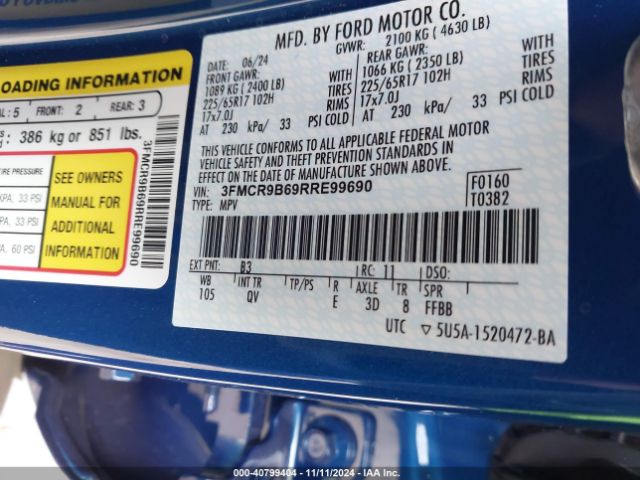 LOADING INFORMATION
: 5 FRONT: 2 REAR: 3
386 kg or 851 lbs.
TIRE PRESSURE
KPA, 33 PSI
PA, 33 PSI
PA, 60 PSI
SEE OWNERS
MANUAL FOR
ADDITIONAL
INFORMATION
3FMCR9B69RRE99690
MFD. BY FORD MOTOR CO.
DATE: 06/24 GVWR: 2100 KG ( 4630 LB)
FRONT GAWR: REAR GAWR:
1089 KG ( 2400 LB) 1066 KG ( 2350 LB)
225/65R17 102H TIRES 225/65R17 102H TIRES
17x7.0J RIMS 17x7.0J RIMS
AT 230 kPa/ 33 PSI COLD AT 230 kPa/ 33 PSI COLD
THIS VEHICLE CONFORMS TO ALL APPLICABLE FEDERAL MOTOR
VEHICLE SAFETY AND THEFT PREVENTION STANDARDS IN
EFFECT ON THE DATE OF MANUFACTURE SHOWN ABOVE.
VIN: 3FMCR9B69RRE99690
TYPE: MPV
F0160
T0382
EXT PNT: B3 RC: 11 DSO:
WB INT TR TP/PS R AXLE TR SPR
105 QV E 3D 8 FFBB
UTC ▽ 5U5A-1520472-BA
000-40799404 - 11/11/2024 - IAA Inc.